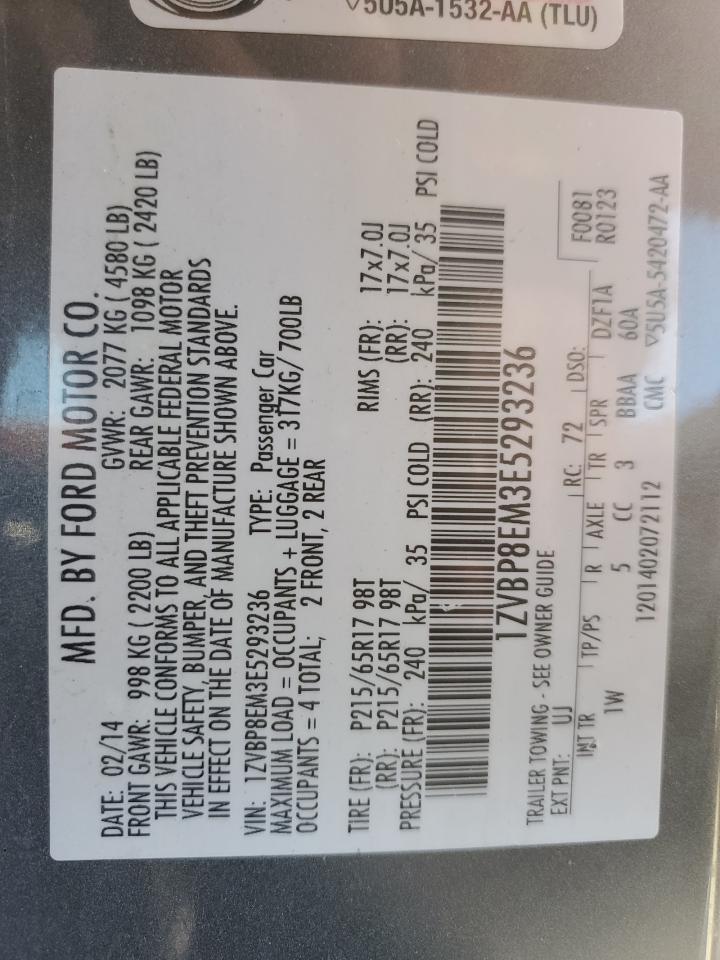 ▽5U5A-1532-AA (TLU)
MFD. BY FORD MOTOR CO.
DATE: 02/14 GVWR: 2077 KG ( 4580 LB)
FRONT GAWR: 998 KG ( 2200 LB) REAR GAWR: 1098 KG ( 2420 LB)
THIS VEHICLE CONFORMS TO ALL APPLICABLE FEDERAL MOTOR
VEHICLE SAFETY, BUMPER, AND THEFT PREVENTION STANDARDS
IN EFFECT ON THE DATE OF MANUFACTURE SHOWN ABOVE.
VIN: 1ZVBP8EM3E5293236 TYPE: Passenger Car
MAXIMUM LOAD = OCCUPANTS + LUGGAGE = 317KG/ 700LB
OCCUPANTS = 4 TOTAL; 2 FRONT, 2 REAR
TIRE (FR): P215/65R17 98T RIMS (FR): 17x7.0J
(RR): P215/65R17 98T (RR): 17x7.0J
PRESSURE (FR): 240 kPa/ 35 PSI COLD (RR): 240 kPa/ 35 PSI COLD
1ZVBP8EM3E5293236
TRAILER TOWING - SEE OWNER GUIDE
EXT PNT: UJ RC: 72 DSO: F0081
R0123
INT TR TP/PS R AXLE TR SPR DZF1A
1W 5 CC 3 BBAA 60A
1201402072112 CMC ▽5U5A-5420472-AA